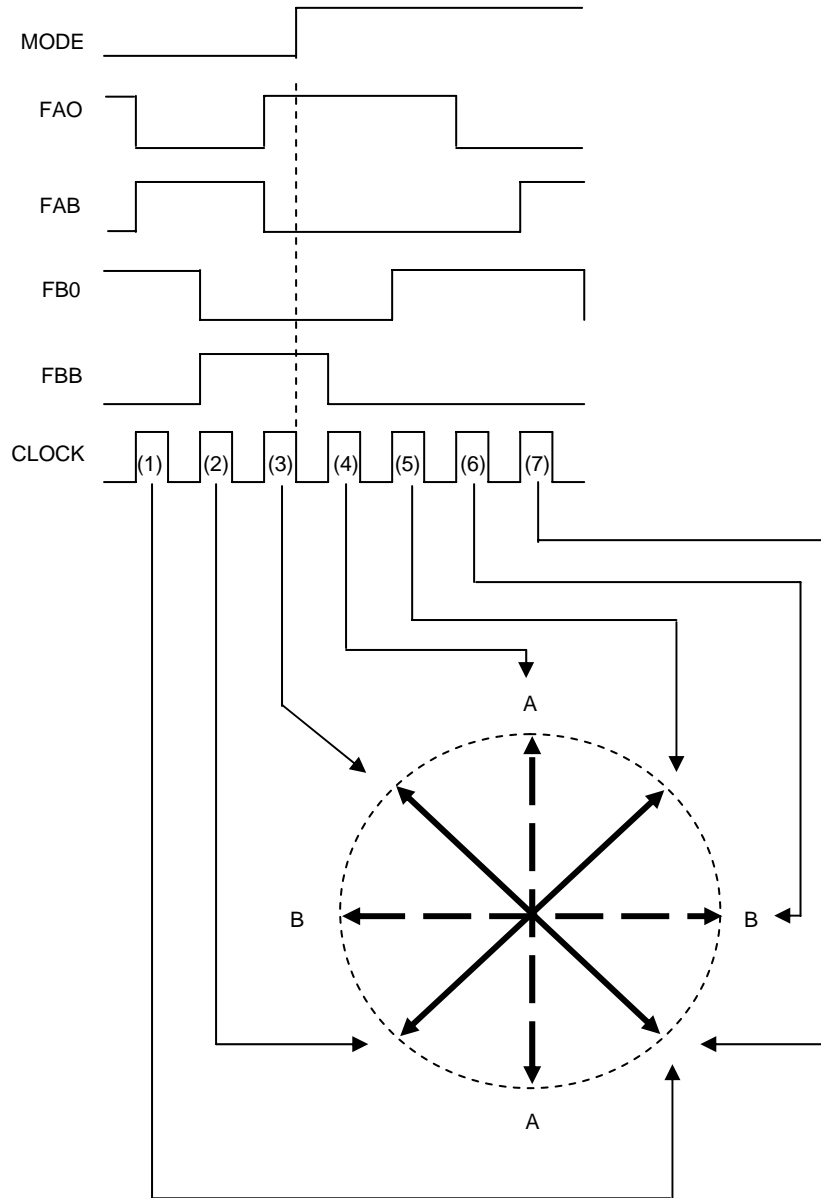 MODE
FAO
FAB
FB0
FBB
CLOCK
(1) (2) (3) (4) (5) (6) (7)
A
B B
A